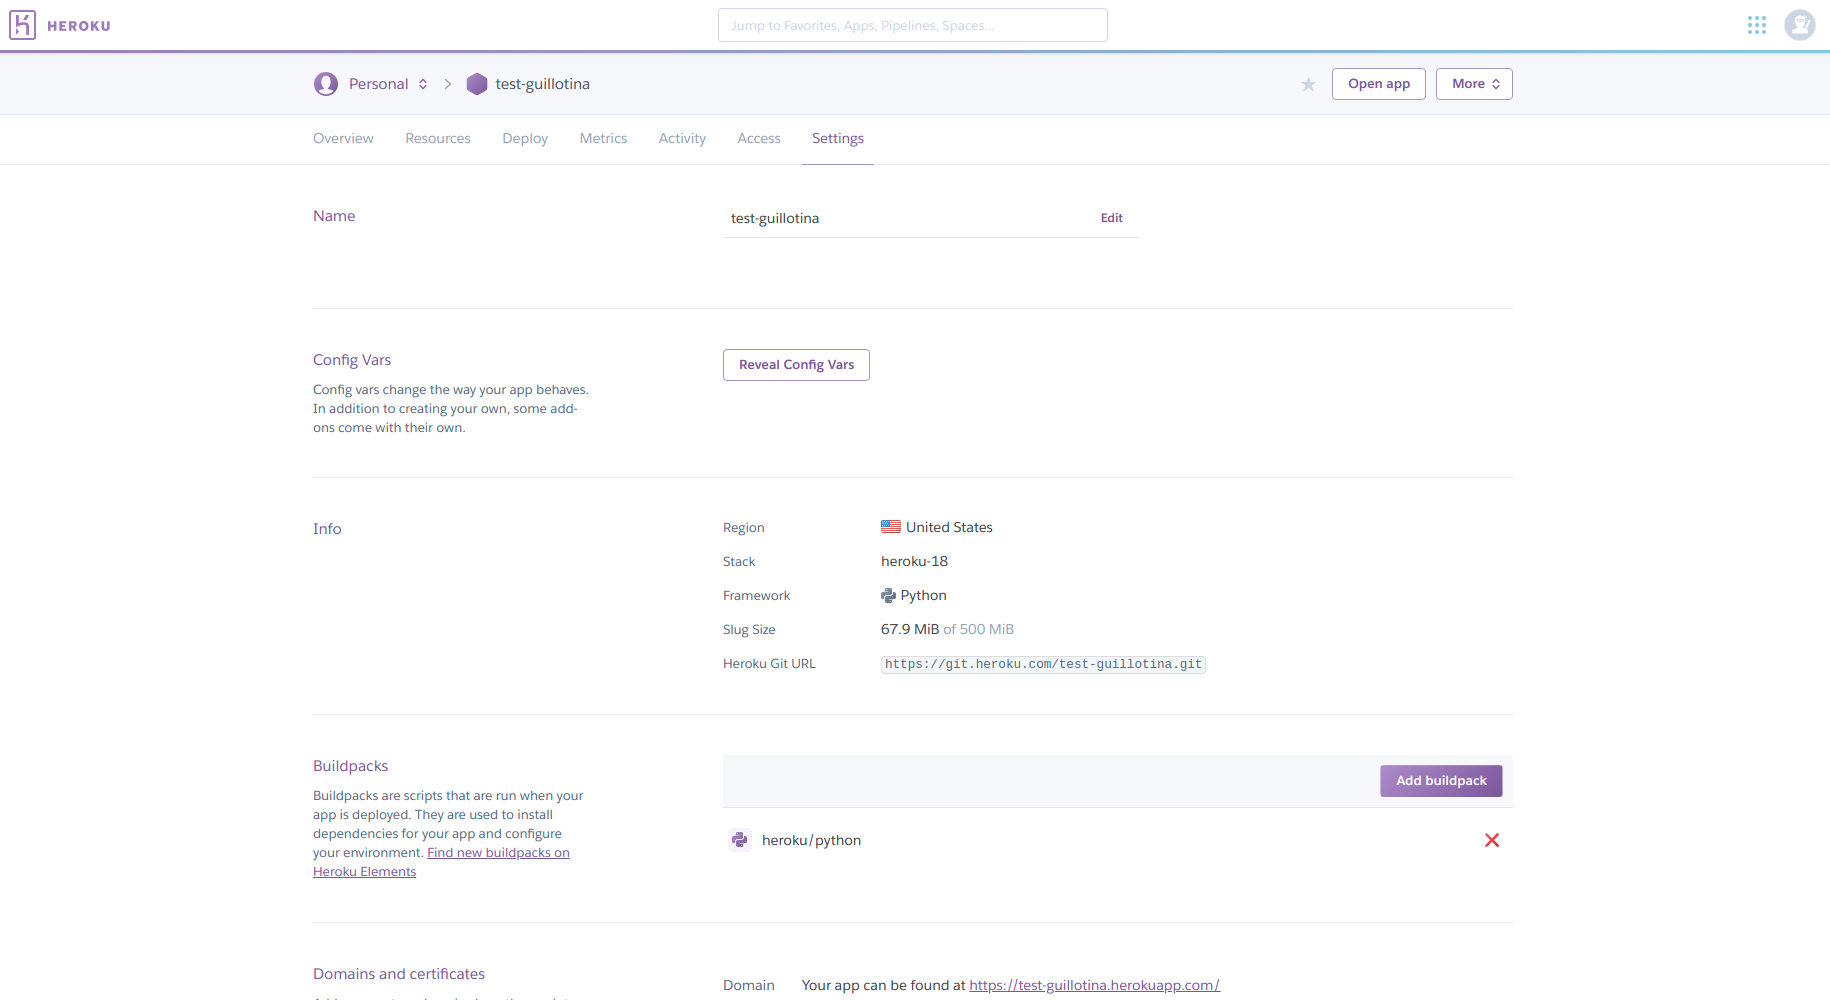 HEROKU
Jump to Favorites, Apps, Pipelines, Spaces...
Personal
test-guillotina
Open app
More
Overview
Resources
Deploy
Metrics
Activity
Access
Settings
Name
test-guillotina
Edit
Config Vars
Config vars change the way your app behaves.
In addition to creating your own, some add-
ons come with their own.
Reveal Config Vars
Info
Region
United States
Stack
heroku-18
Framework
Python
Slug Size
67.9 MiB of 500 MiB
Heroku Git URL
https://git.heroku.com/test-guillotina.git
Buildpacks
Buildpacks are scripts that are run when your
app is deployed. They are used to install
dependencies for your app and configure
your environment. Find new buildpacks on
Heroku Elements
Add buildpack
heroku/python
Domains and certificates
Domain
Your app can be found at https://test-guillotina.herokuapp.com/